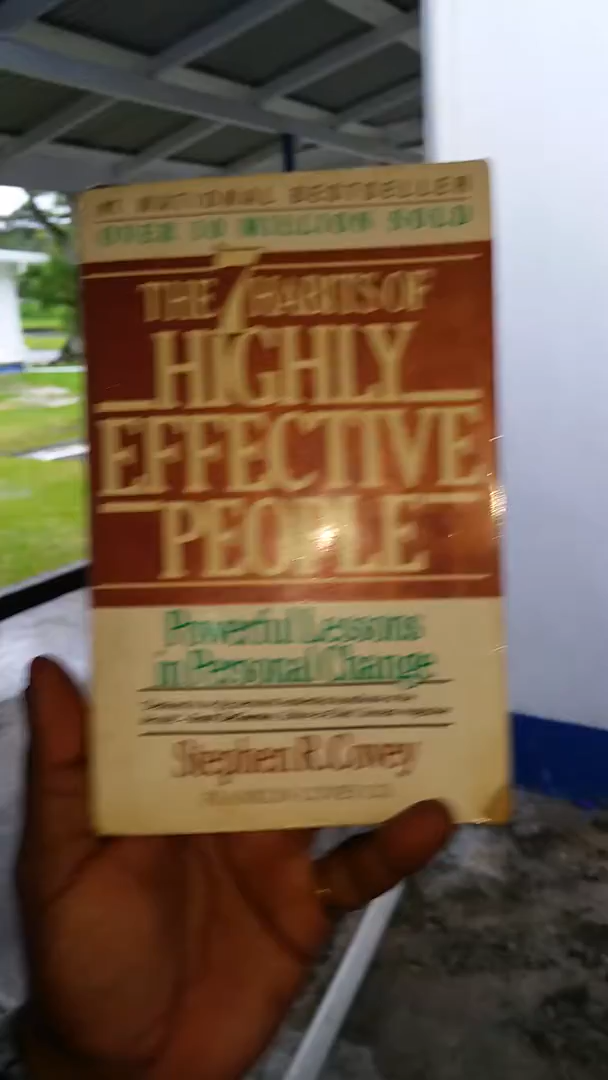 #1 NATIONAL BESTSELLER
OVER 10 MILLION SOLD
THE 7 HABITS OF
HIGHLY
EFFECTIVE
PEOPLE
Powerful Lessons
in Personal Change
Stephen R. Covey